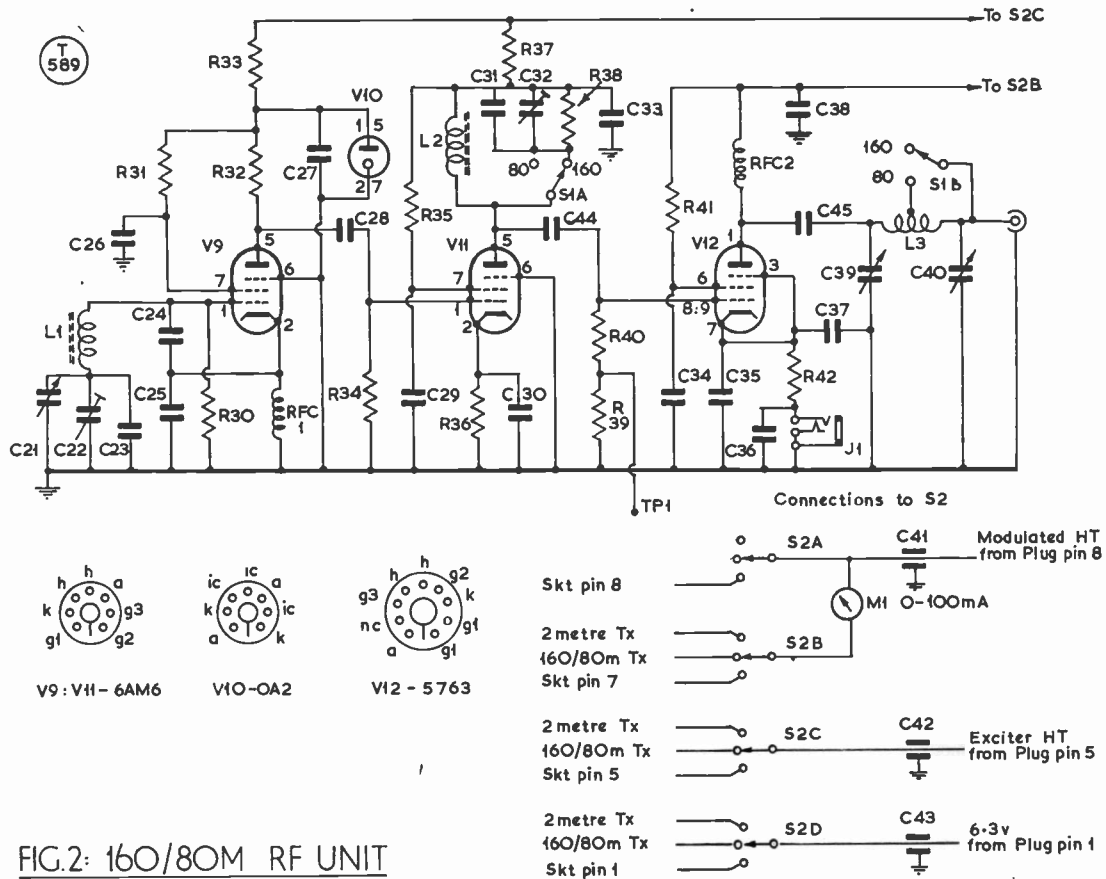 T
589
To S2C
R33
R37
C31
C32
R38
V10
1
5
2
7
C33
To S2B
C38
L2
RFC2
R31
R32
C27
80
160
S1A
160
80
S1B
R35
R41
C28
C44
C45
L3
C26
V9
5
6
7
1
2
V11
5
6
7
1
2
V12
1
3
6
8:9
7
C39
C40
L1
C24
C25
R30
RFC
1
R34
C29
R36
C30
R40
R
39
C34
C35
C37
R42
C36
J1
C21
C22
C23
TP1
Connections to S2
h
h
a
g3
g2
g1
k
V9: V11- 6AM6
ic
ic
a
ic
k
a
k
V10-0A2
h
h
g2
k
g1
g1
a
nc
g3
V12 - 5763
S2A
C41
Modulated HT
from Plug pin 8
Skt pin 8
M1 0-100mA
2 metre Tx
160/80m Tx
S2B
Skt pin 7
2 metre Tx
160/80m Tx
S2C
Skt pin 5
C42
Exciter HT
from Plug pin 5
2 metre Tx
160/80m Tx
S2D
Skt pin 1
C43
6·3v
from Plug pin 1
FIG.2: 160/80M RF UNIT